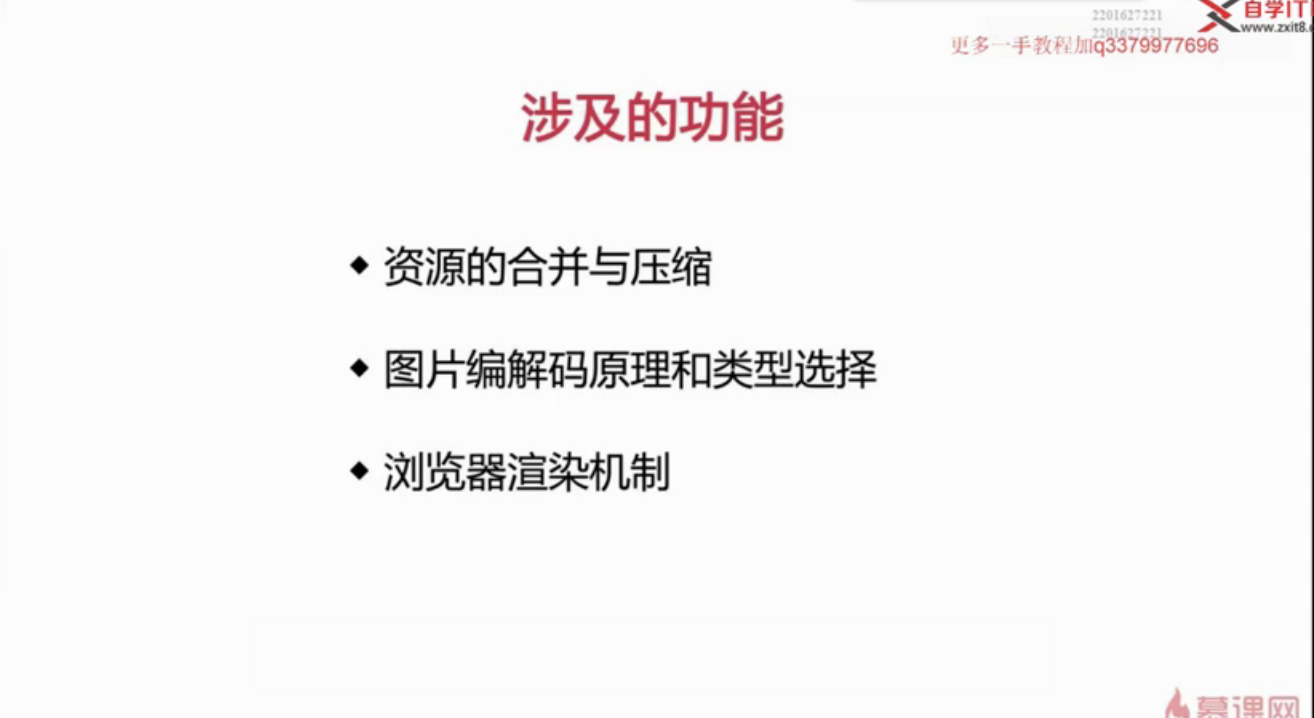 2201627221
2201627221
更多一手教程加q3379977696
自学IT
www.zxit8.c
涉及的功能
资源的合并与压缩
图片编解码原理和类型选择
浏览器渲染机制
慕课网